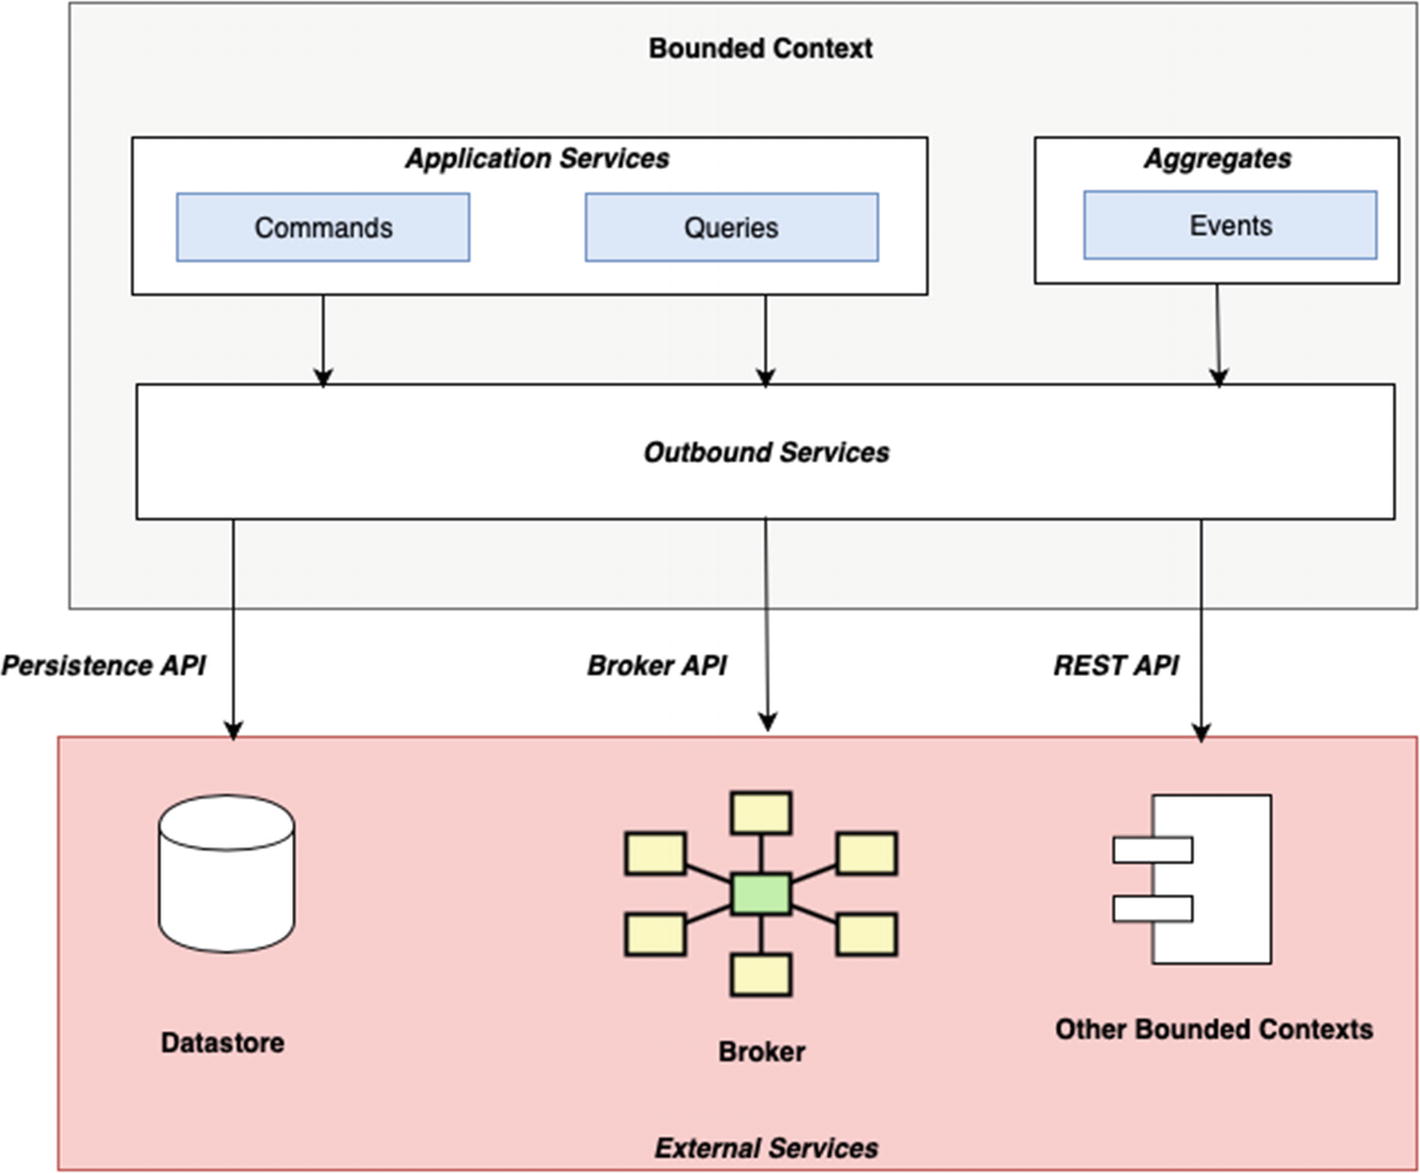 Bounded Context
Application Services
Aggregates
Commands
Queries
Events
Outbound Services
Persistence API
Broker API
REST API
Datastore
Broker
Other Bounded Contexts
External Services